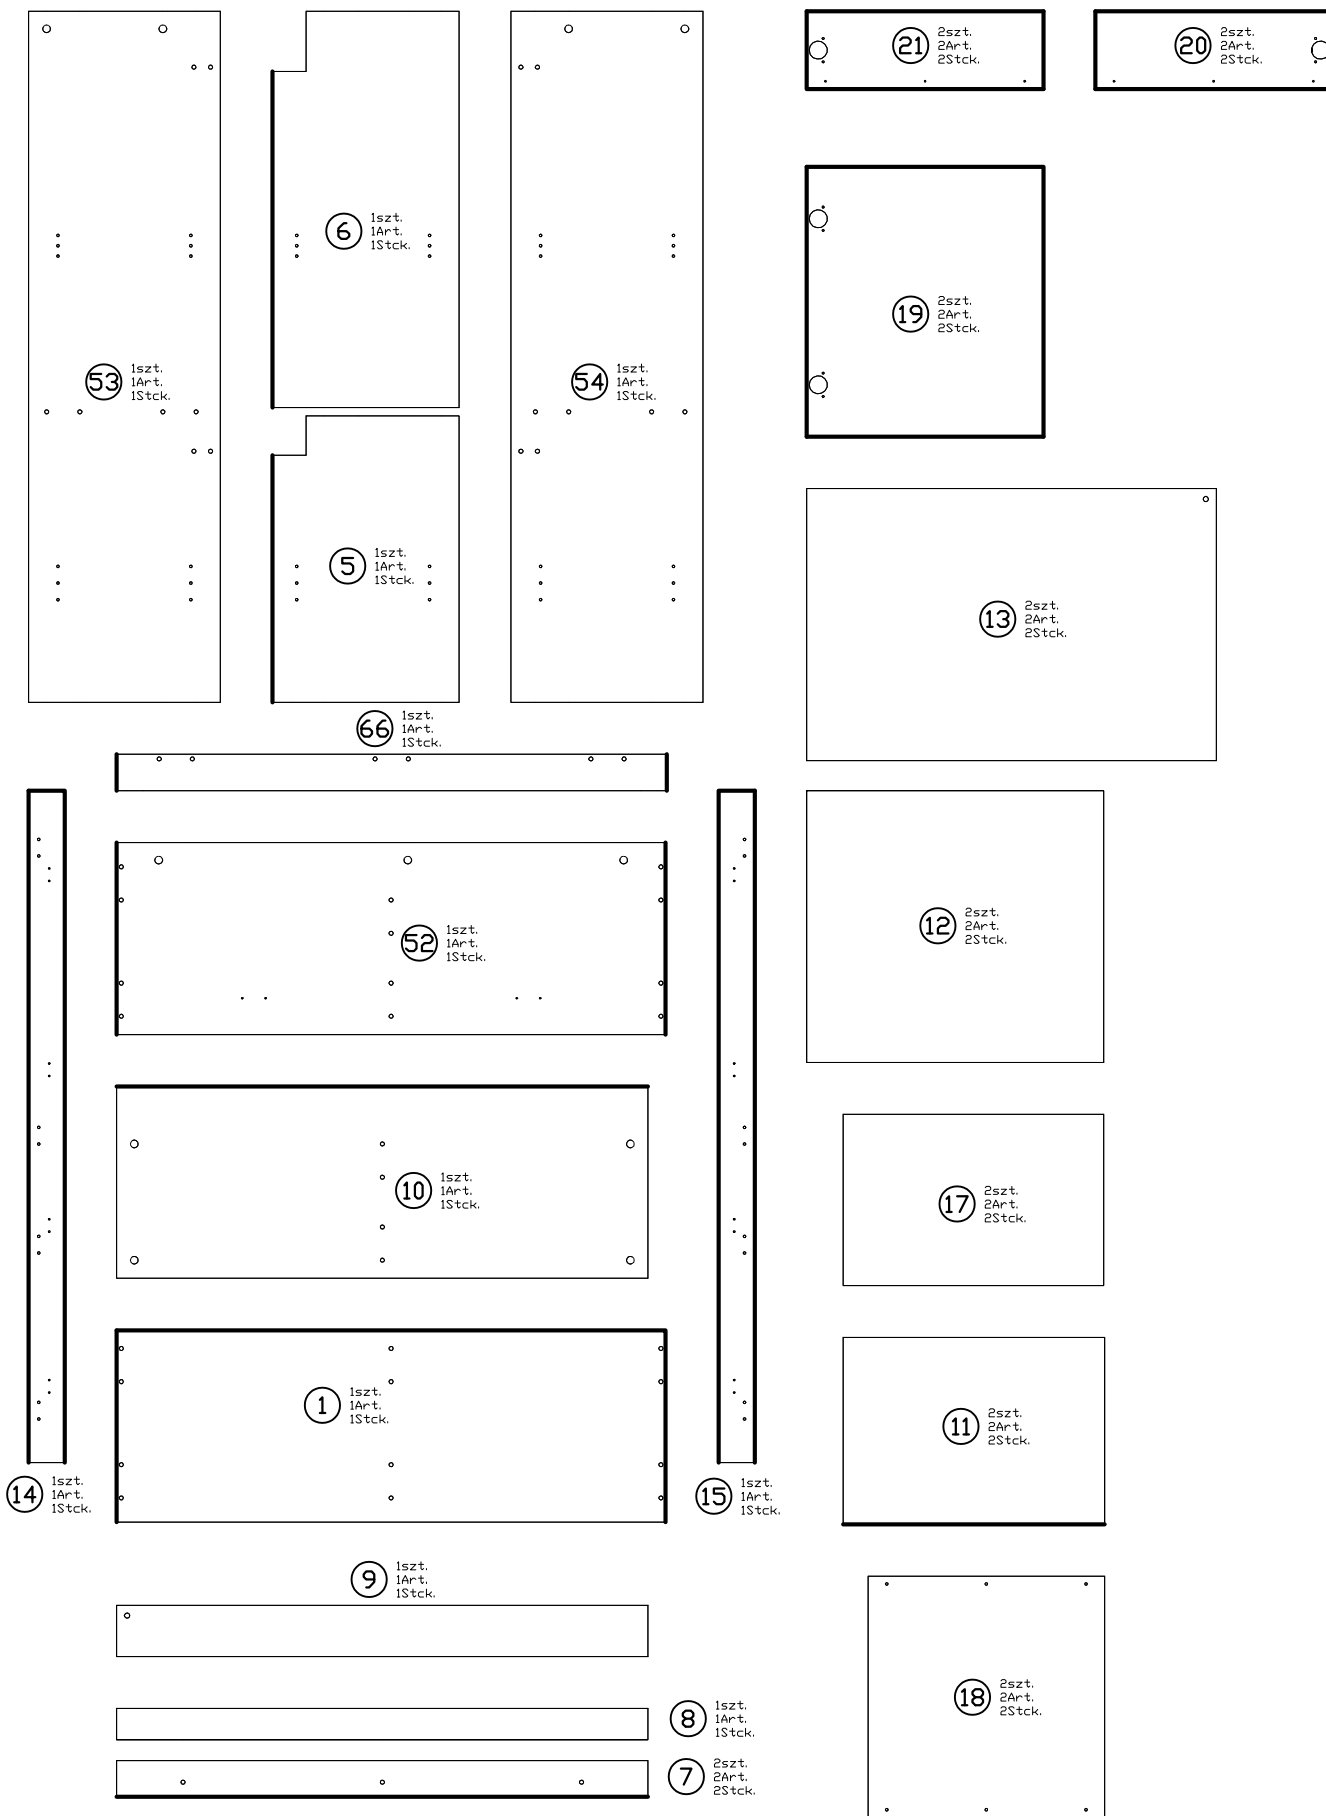 21
2szt.
2Art.
2Stck.
20
2szt.
2Art.
2Stck.
6
1szt.
1Art.
1Stck.
19
2szt.
2Art.
2Stck.
53
1szt.
1Art.
1Stck.
54
1szt.
1Art.
1Stck.
5
1szt.
1Art.
1Stck.
13
2szt.
2Art.
2Stck.
66
1szt.
1Art.
1Stck.
52
1szt.
1Art.
1Stck.
12
2szt.
2Art.
2Stck.
10
1szt.
1Art.
1Stck.
17
2szt.
2Art.
2Stck.
1
1szt.
1Art.
1Stck.
11
2szt.
2Art.
2Stck.
14
1szt.
1Art.
1Stck.
15
1szt.
1Art.
1Stck.
9
1szt.
1Art.
1Stck.
18
2szt.
2Art.
2Stck.
8
1szt.
1Art.
1Stck.
7
2szt.
2Art.
2Stck.